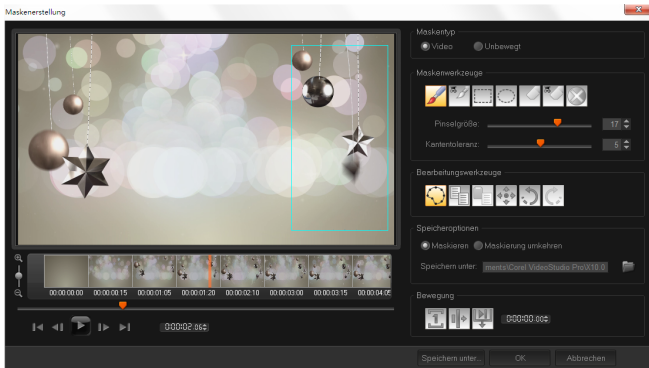 Maskenerstellung
Maskentyp
Video
Unbewegt
Maskenwerkzeuge
Pinselgröße:
17
Kantentoleranz:
5
Bearbeitungswerkzeuge
Speicheroptionen
Maskieren
Maskierung umkehren
Speichern unter:
ments\Corel VideoStudio Pro\X10.0
Bewegung
0:00:00.00
00:00:00.00
00:00:00.15
00:00:01.05
00:00:01.20
00:00:02.10
00:00:03.00
00:00:03.15
00:00:04.05
0:00:02.06
Speichern unter...
OK
Abbrechen